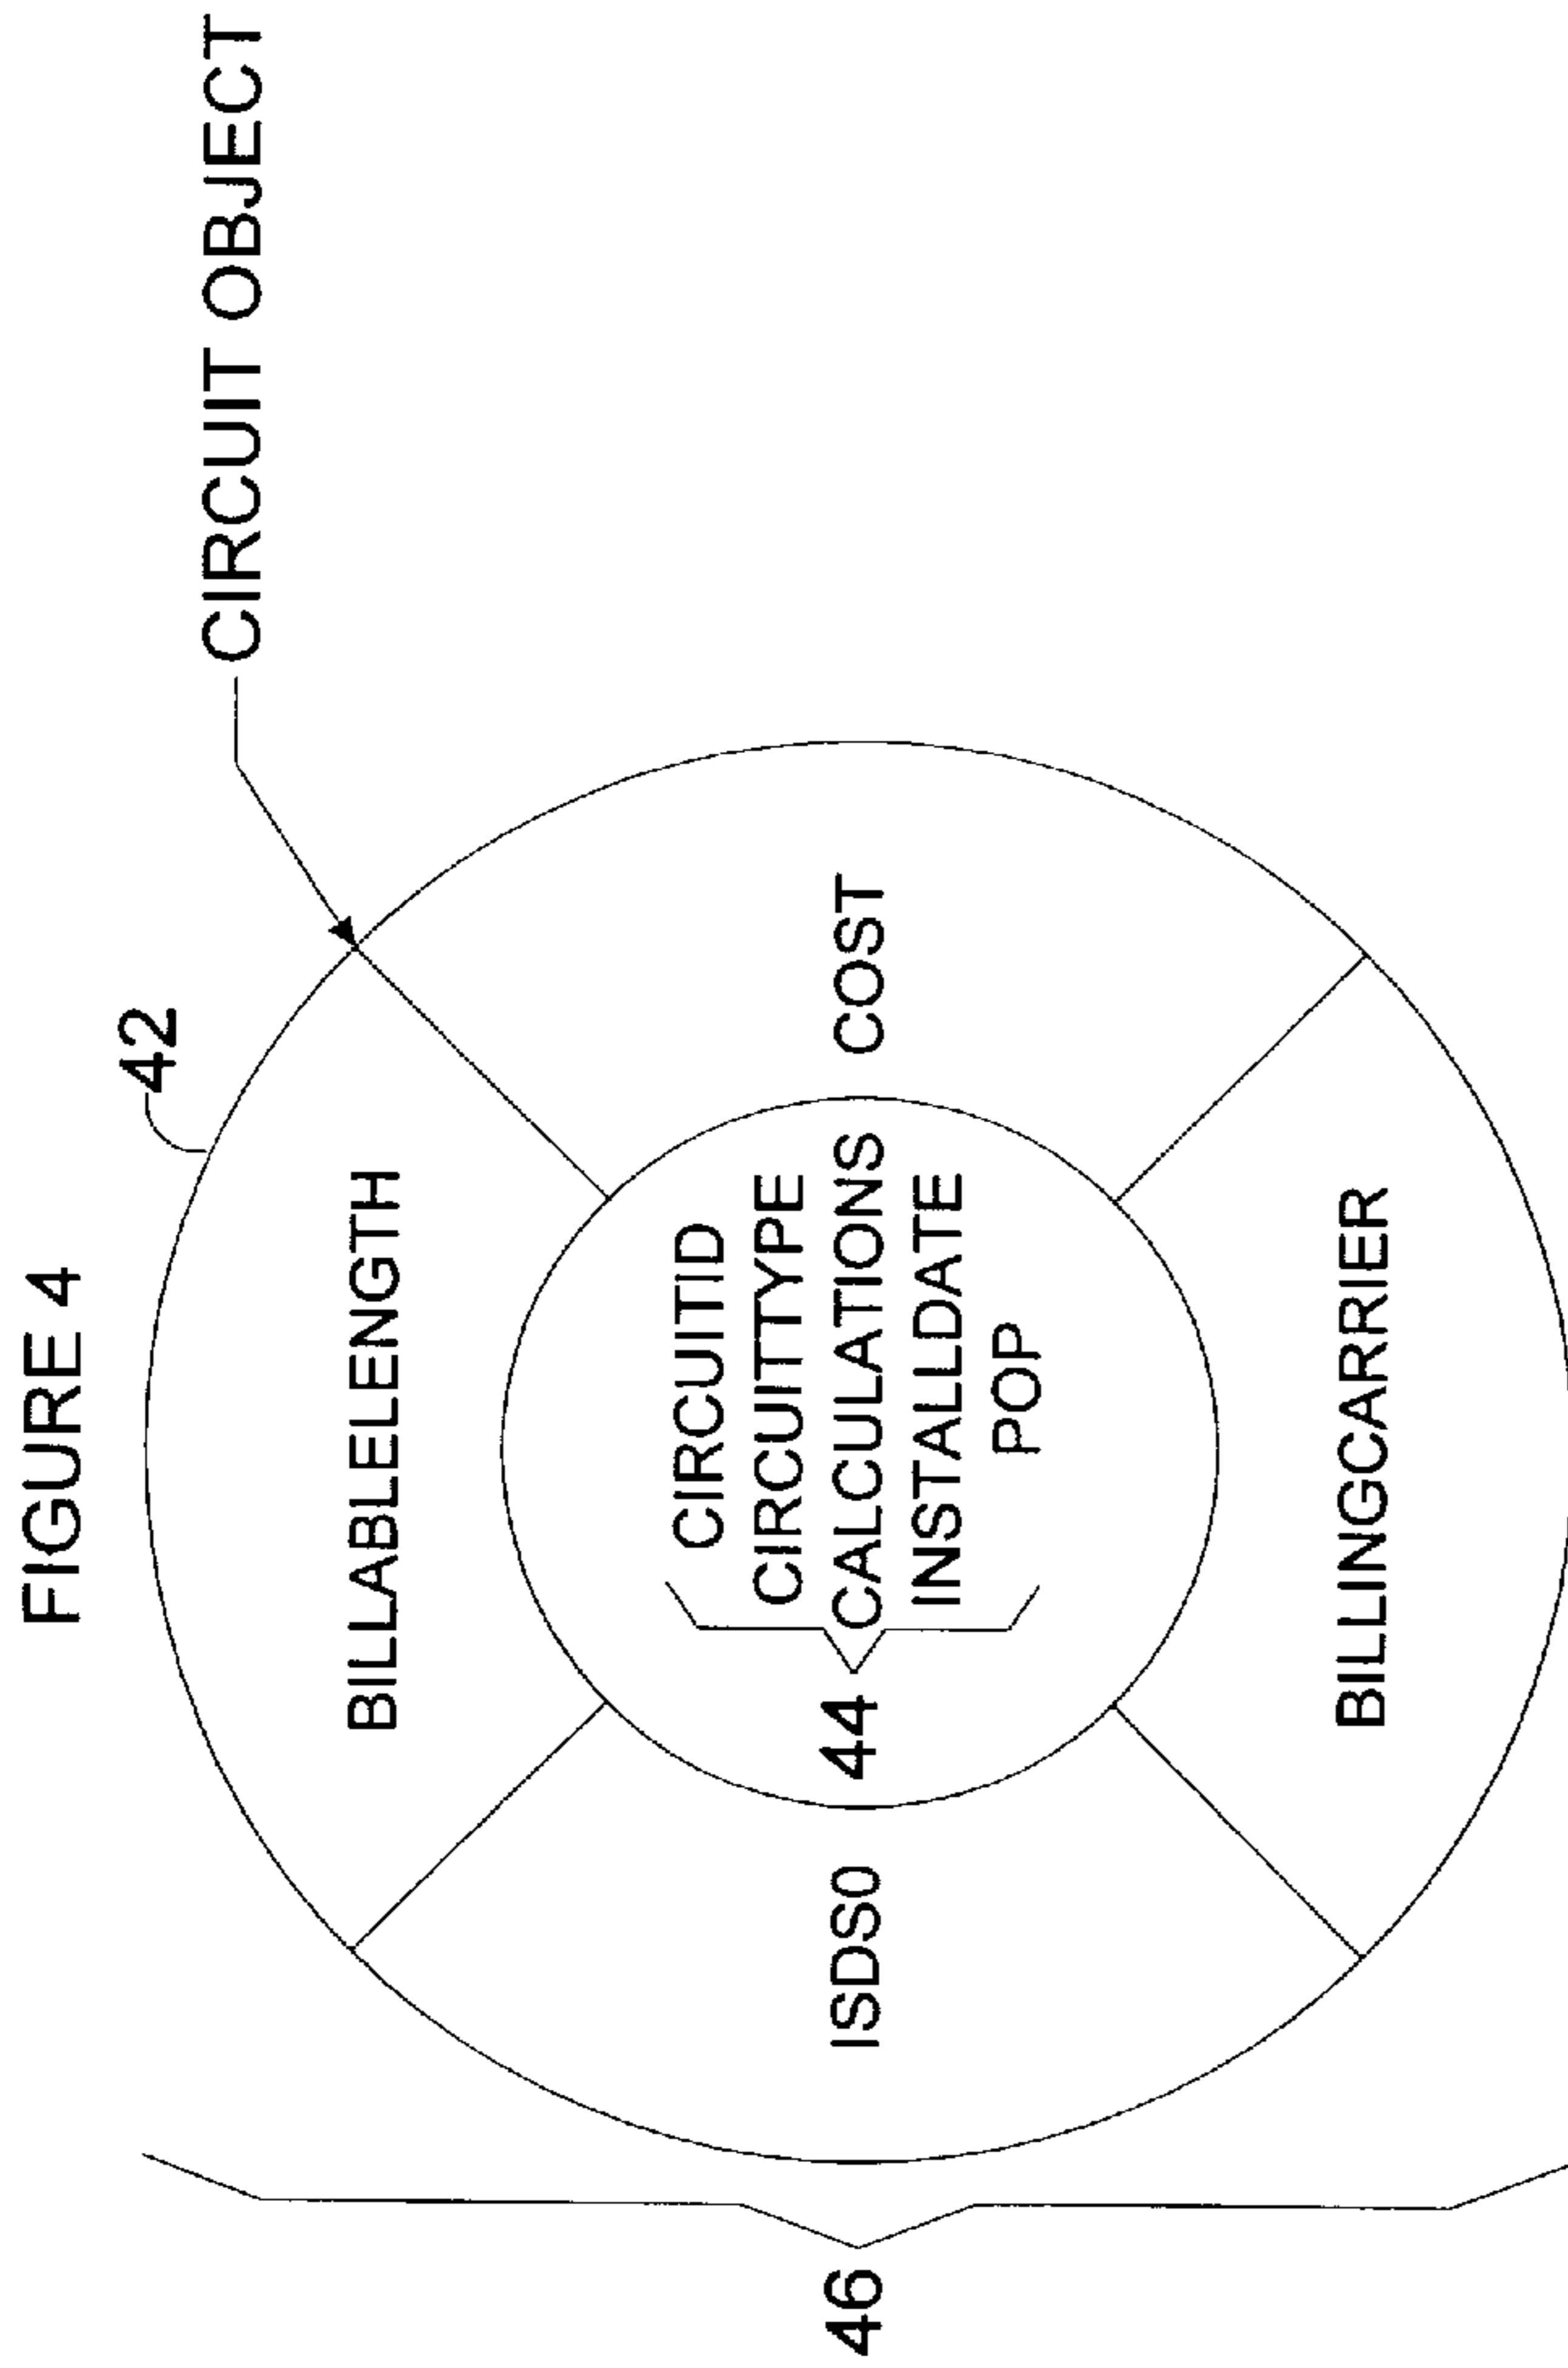 FIGURE 4
42
CIRCUIT OBJECT
BILLABLELENGTH
CIRCUITID
CIRCUITTYPE
46
ISDS0
44
CALCULATIONS
COST
INSTALLDATE
POP
BILLINGCARRIER